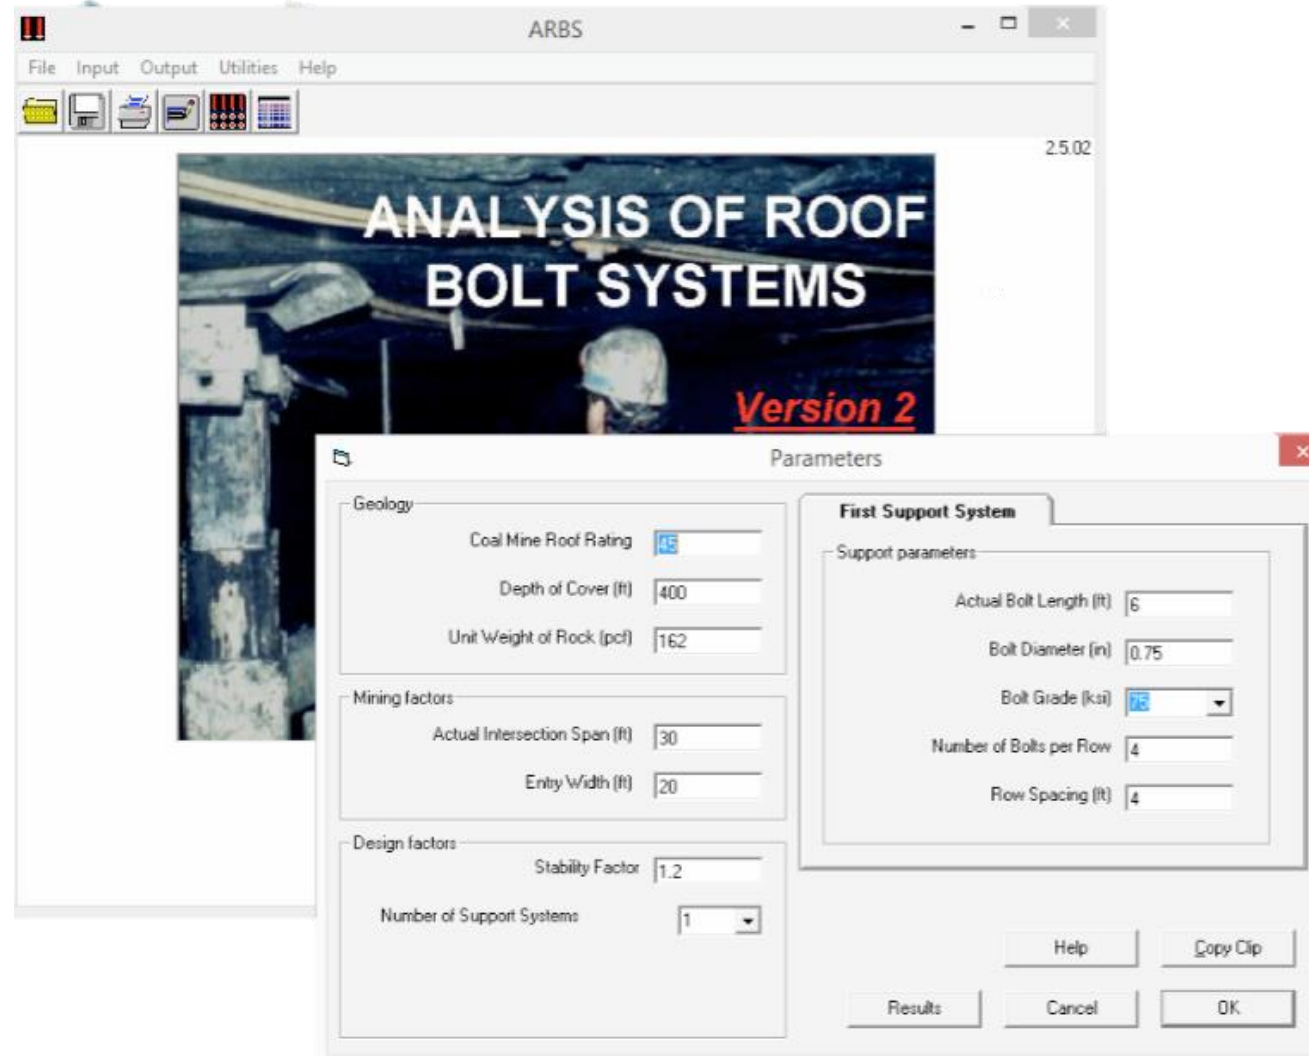 ARBS
File Input Output Utilities Help
2.5.02
ANALYSIS OF ROOF
BOLT SYSTEMS
Version 2
Parameters
Geology
Coal Mine Roof Rating 45
Depth of Cover (ft) 400
Unit Weight of Rock (pcf) 162
Mining factors
Actual Intersection Span (ft) 30
Entry Width (ft) 20
Design factors
Stability Factor 1.2
Number of Support Systems 1
First Support System
Support parameters
Actual Bolt Length (ft) 6
Bolt Diameter (in) 0.75
Bolt Grade (ksi) 75
Number of Bolts per Row 4
Row Spacing (ft) 4
Help Copy Clip
Results Cancel OK